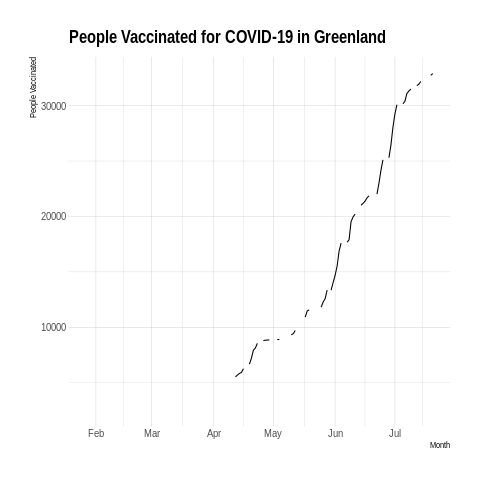 People Vaccinated for COVID-19 in Greenland
People Vaccinated
30000
20000
10000
Feb Mar Apr May Jun Jul
Month